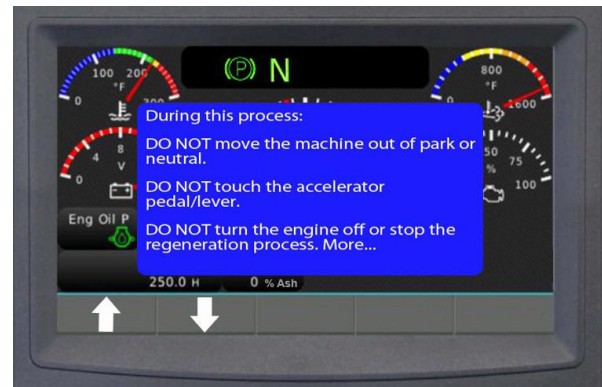 (P) N
100 200
°F
0 300
800
°F
0 1600
During this process:
DO NOT move the machine out of park or
neutral.
DO NOT touch the accelerator
pedal/lever.
DO NOT turn the engine off or stop the
regeneration process. More...
4 8
V
0
50 75
%
100
Eng Oil P
250.0 H 0 % Ash